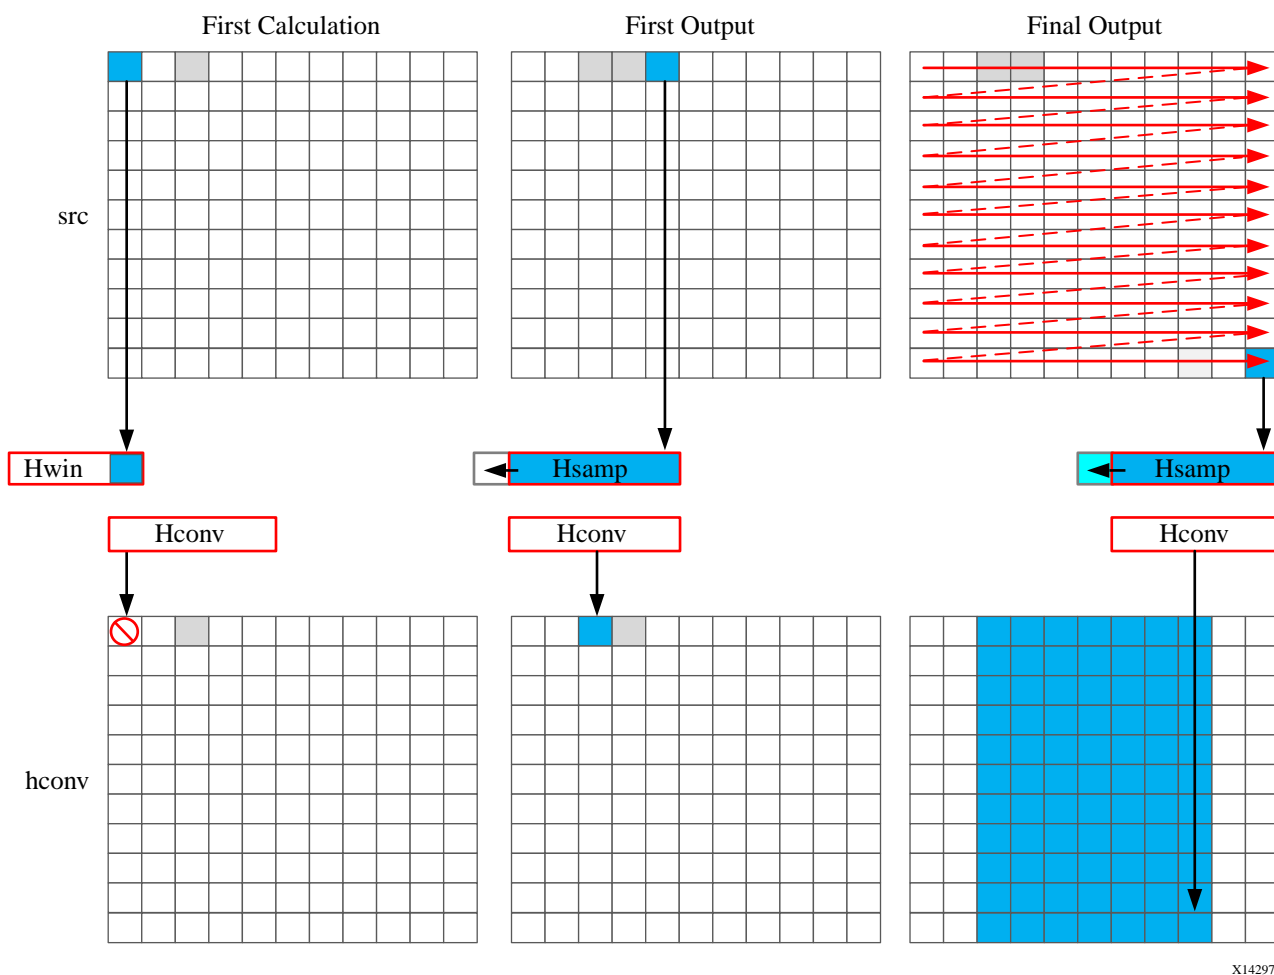 First Calculation
First Output
Final Output
src
Hwin
Hsamp
Hsamp
Hconv
Hconv
Hconv
hconv
X14297